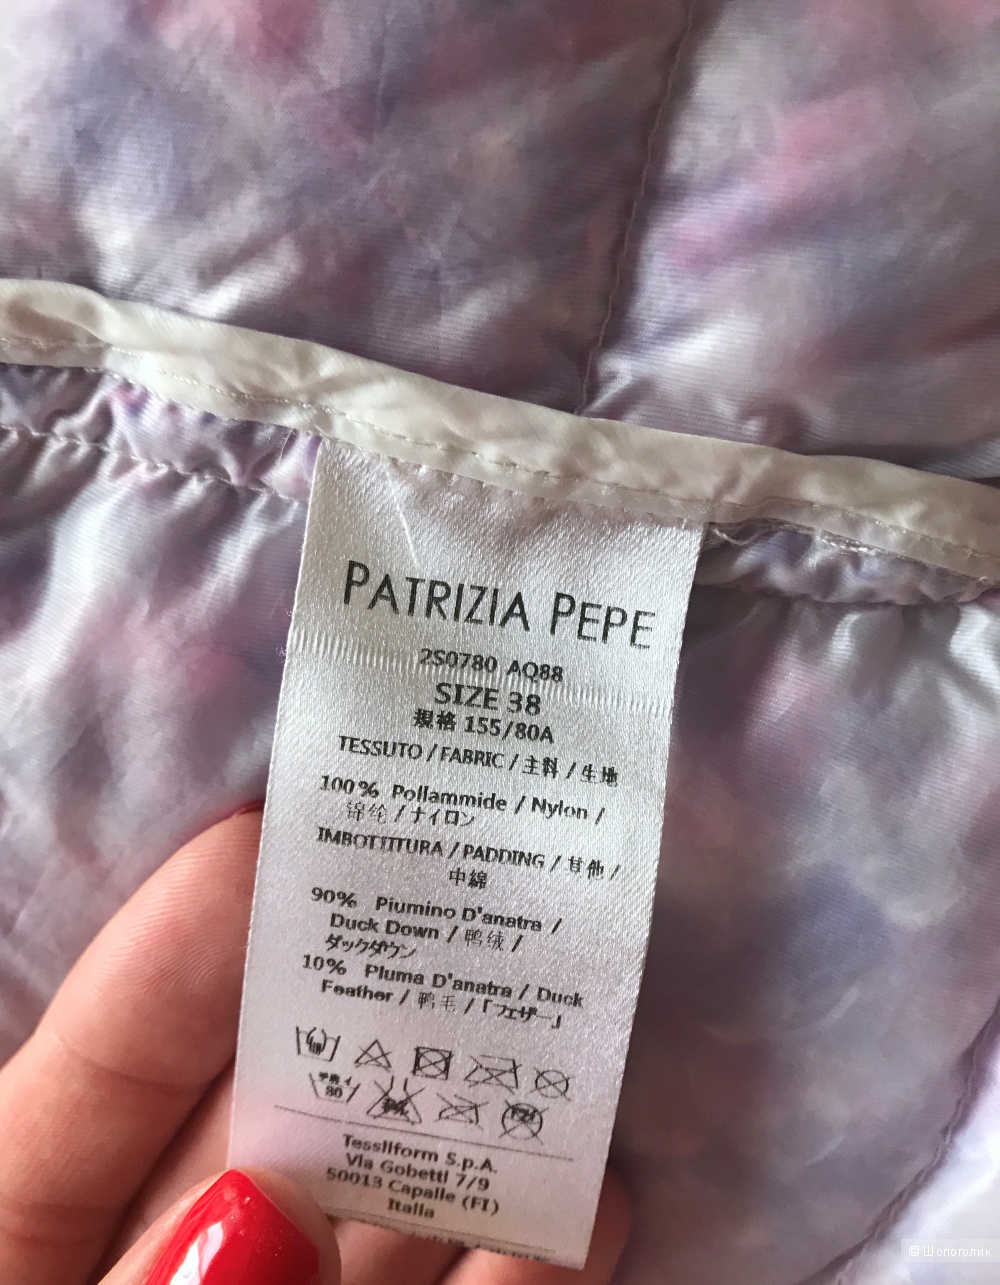 PATRIZIA PEPE
2S0780 AQ88
SIZE 38
規格 155/80A
TESSUTO / FABRIC / 主料 / 生地
100% Pollammide / Nylon /
锦纶 / ナイロン
IMBOTTITURA / PADDING / 其他 /
中綿
90% Piumino D'anatra /
Duck Down / 鸭绒 /
ダックダウン
10% Pluma D'anatra / Duck
Feather / 鸭毛 / 「フェザー」
Tessilform S.p.A.
Via Gobetti 7/9
50013 Capalle (FI)
Italia
© Шопоголик